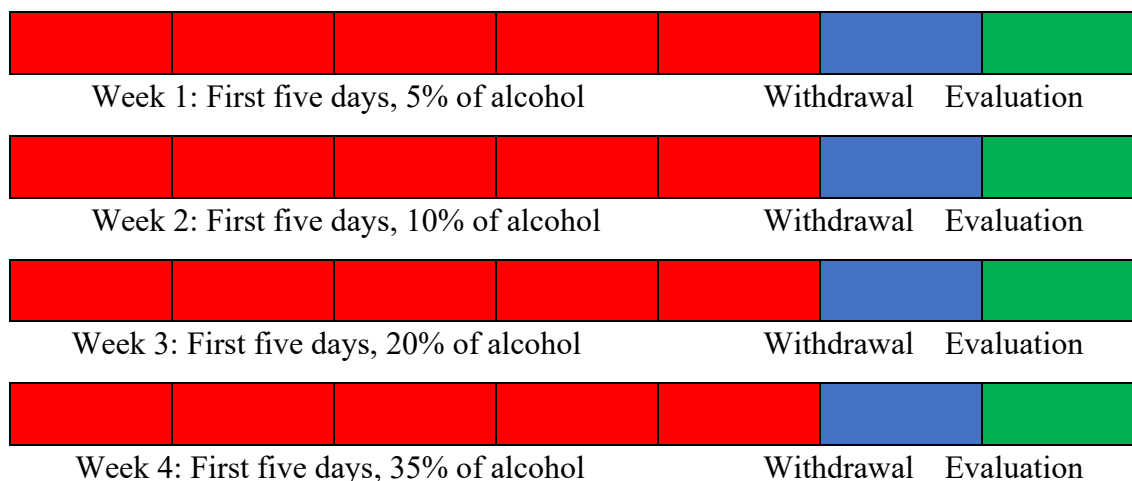 Week 1: First five days, 5% of alcohol Withdrawal Evaluation
Week 2: First five days, 10% of alcohol Withdrawal Evaluation
Week 3: First five days, 20% of alcohol Withdrawal Evaluation
Week 4: First five days, 35% of alcohol Withdrawal Evaluation